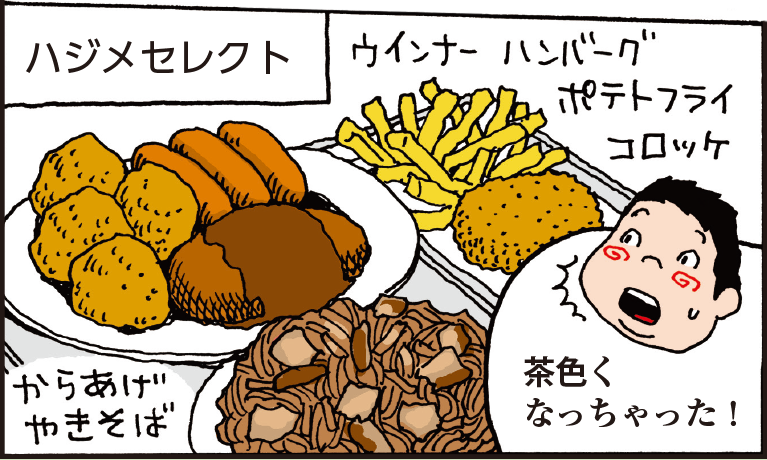 ハジメセレクト
ウインナー ハンバーグ
ポテトフライ
コロッケ
からあげ
やきそば
茶色く
なっちゃった！